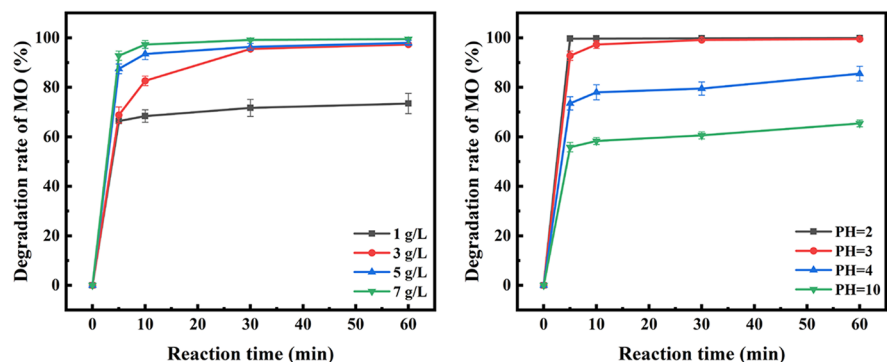 Degradation rate of MO (%)
100
80
60
40
20
0
1 g/L
3 g/L
5 g/L
7 g/L
0 10 20 30 40 50 60
Reaction time (min)
Degradation rate of MO (%)
100
80
60
40
20
0
PH=2
PH=3
PH=4
PH=10
0 10 20 30 40 50 60
Reaction time (min)